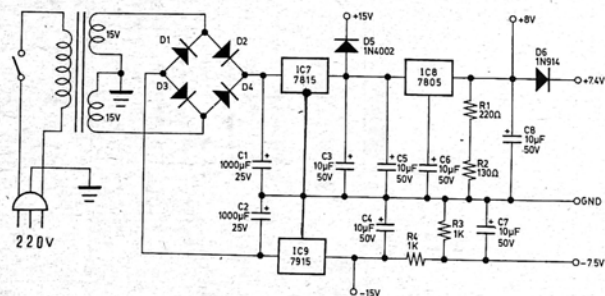 +15V
+8V
15V
D1
D2
D5
1N4002
D6
1N914
IC7
7815
IC8
7805
+7.4V
D3
D4
R1
220Ω
15V
C1
1000µF
25V
C3
10µF
50V
C5
10µF
50V
C6
10µF
50V
R2
130Ω
C8
10µF
50V
GND
C2
1000µF
25V
C4
10µF
50V
R3
1K
C7
10µF
50V
220V
IC9
7915
R4
1K
-7.5V
-15V